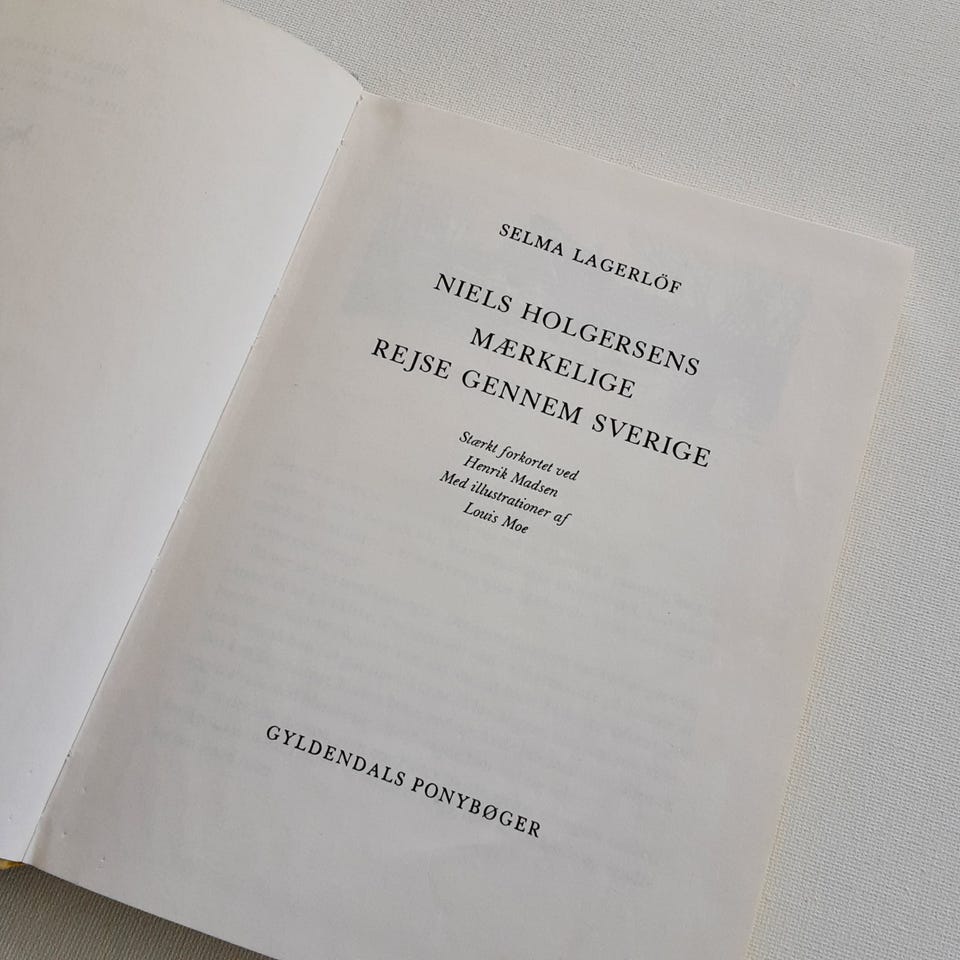 SELMA LAGERLÖF
NIELS HOLGERSENS
MÆRKELIGE
REJSE GENNEM SVERIGE
Stærkt forkortet ved
Henrik Madsen
Med illustrationer af
Louis Moe
GYLDENDALS PONYBØGER